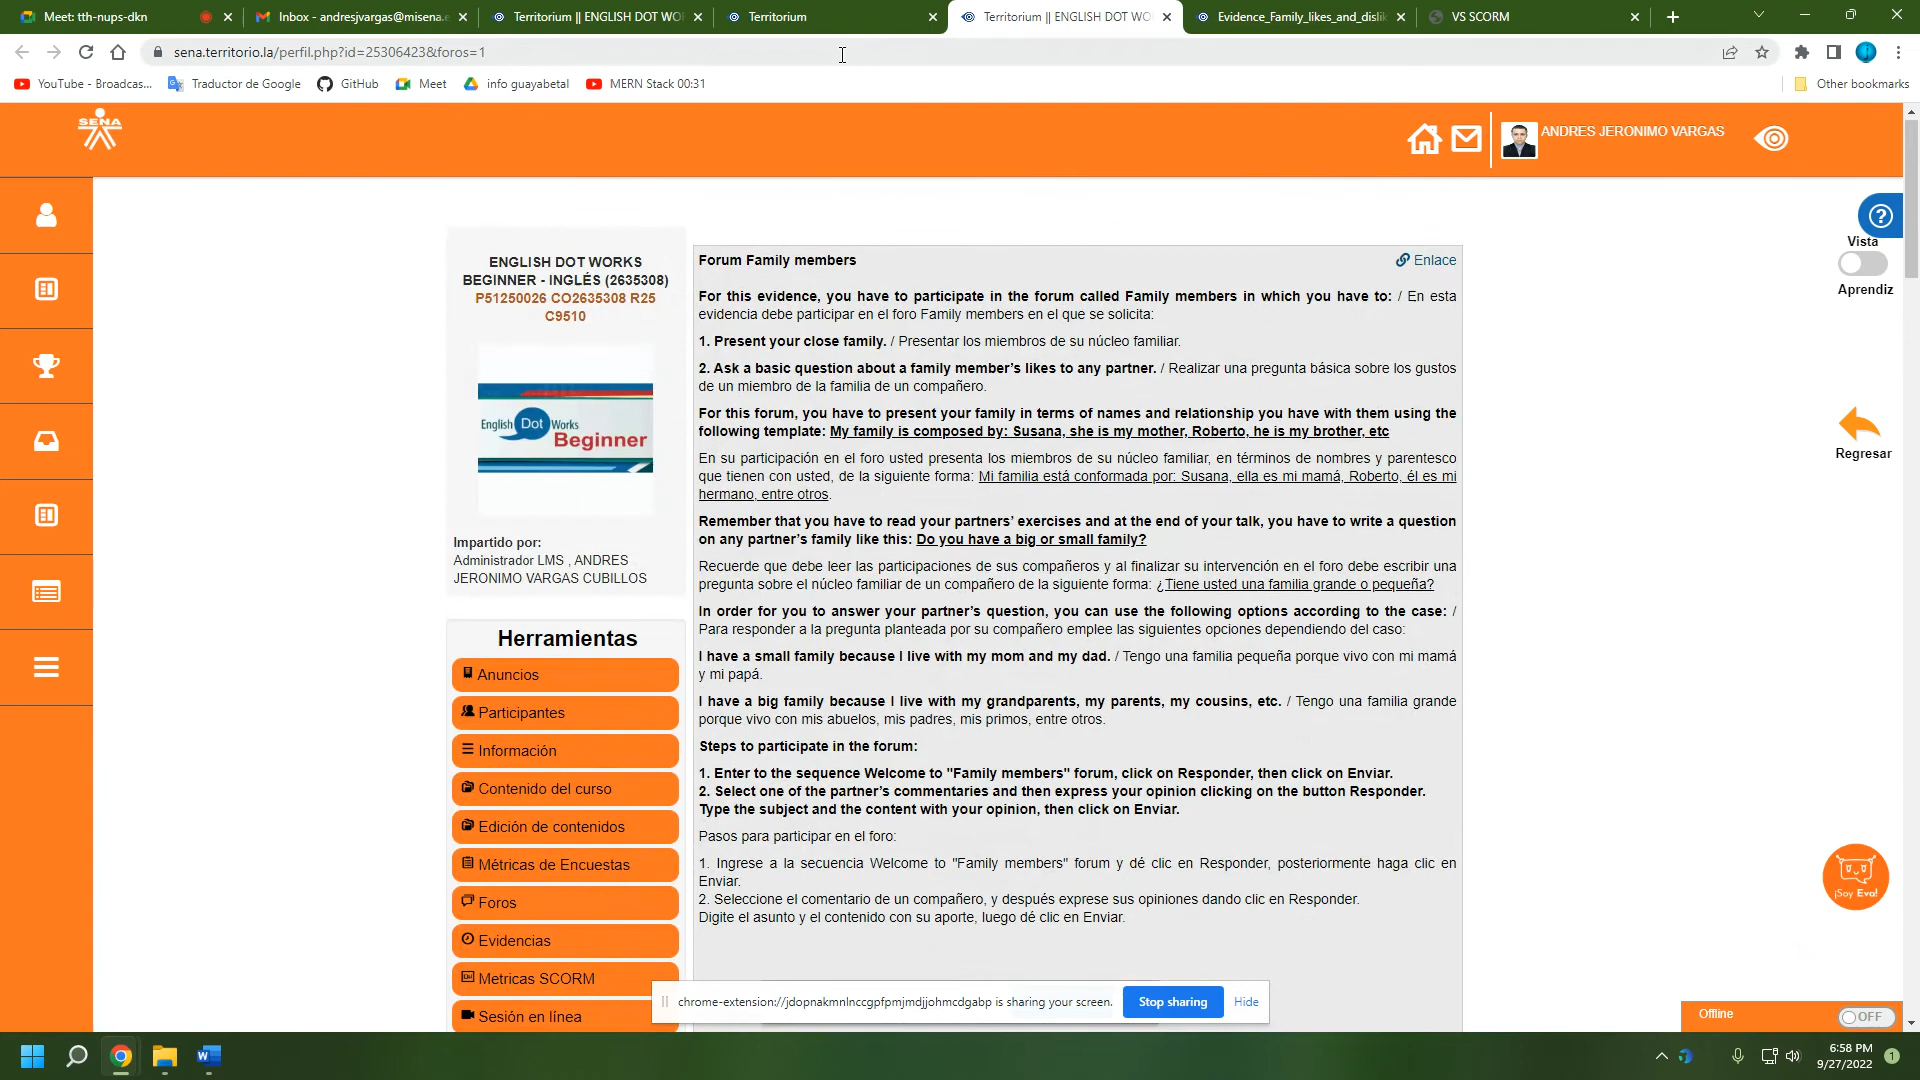 Meet: tth-nups-dkn
Inbox - andresjvargas@misena.e
Territorium || ENGLISH DOT WOR
Territorium
Territorium || ENGLISH DOT WO
Evidence_Family_likes_and_dislik
VS SCORM
sena.territorio.la/perfil.php?id=25306423&foros=1
YouTube - Broadcas...
Traductor de Google
GitHub
Meet
info guayabetal
MERN Stack 00:31
Other bookmarks
SENA
ANDRES JERONIMO VARGAS
Vista
Aprendiz
Regresar
ENGLISH DOT WORKS
BEGINNER - INGLÉS (2635308)
P51250026 CO2635308 R25
C9510
English Dot Works
Beginner
Impartido por:
Administrador LMS , ANDRES
JERONIMO VARGAS CUBILLOS
Herramientas
Anuncios
Participantes
Información
Contenido del curso
Edición de contenidos
Métricas de Encuestas
Foros
Evidencias
Metricas SCORM
Sesión en línea
Forum Family members
Enlace
For this evidence, you have to participate in the forum called Family members in which you have to: / En esta
evidencia debe participar en el foro Family members en el que se solicita:
1. Present your close family. / Presentar los miembros de su núcleo familiar.
2. Ask a basic question about a family member's likes to any partner. / Realizar una pregunta básica sobre los gustos
de un miembro de la familia de un compañero.
For this forum, you have to present your family in terms of names and relationship you have with them using the
following template: My family is composed by: Susana, she is my mother, Roberto, he is my brother, etc
En su participación en el foro usted presenta los miembros de su núcleo familiar, en términos de nombres y parentesco
que tienen con usted, de la siguiente forma: Mi familia está conformada por: Susana, ella es mi mamá, Roberto, él es mi
hermano, entre otros.
Remember that you have to read your partners' exercises and at the end of your talk, you have to write a question
on any partner's family like this: Do you have a big or small family?
Recuerde que debe leer las participaciones de sus compañeros y al finalizar su intervención en el foro debe escribir una
pregunta sobre el núcleo familiar de un compañero de la siguiente forma: ¿Tiene usted una familia grande o pequeña?
In order for you to answer your partner's question, you can use the following options according to the case: /
Para responder a la pregunta planteada por su compañero emplee las siguientes opciones dependiendo del caso:
I have a small family because I live with my mom and my dad. / Tengo una familia pequeña porque vivo con mi mamá
y mi papá.
I have a big family because I live with my grandparents, my parents, my cousins, etc. / Tengo una familia grande
porque vivo con mis abuelos, mis padres, mis primos, entre otros.
Steps to participate in the forum:
1. Enter to the sequence Welcome to "Family members" forum, click on Responder, then click on Enviar.
2. Select one of the partner's commentaries and then express your opinion clicking on the button Responder.
Type the subject and the content with your opinion, then click on Enviar.
Pasos para participar en el foro:
1. Ingrese a la secuencia Welcome to "Family members" forum y dé clic en Responder, posteriormente haga clic en
Enviar.
2. Seleccione el comentario de un compañero, y después exprese sus opiniones dando clic en Responder.
Digite el asunto y el contenido con su aporte, luego dé clic en Enviar.
¡Soy Eva!
chrome-extension://jdopnakmnlnccgpfpmjmdjjohmcdgabp is sharing your screen.
Stop sharing
Hide
Offline
OFF
6:58 PM
9/27/2022
1